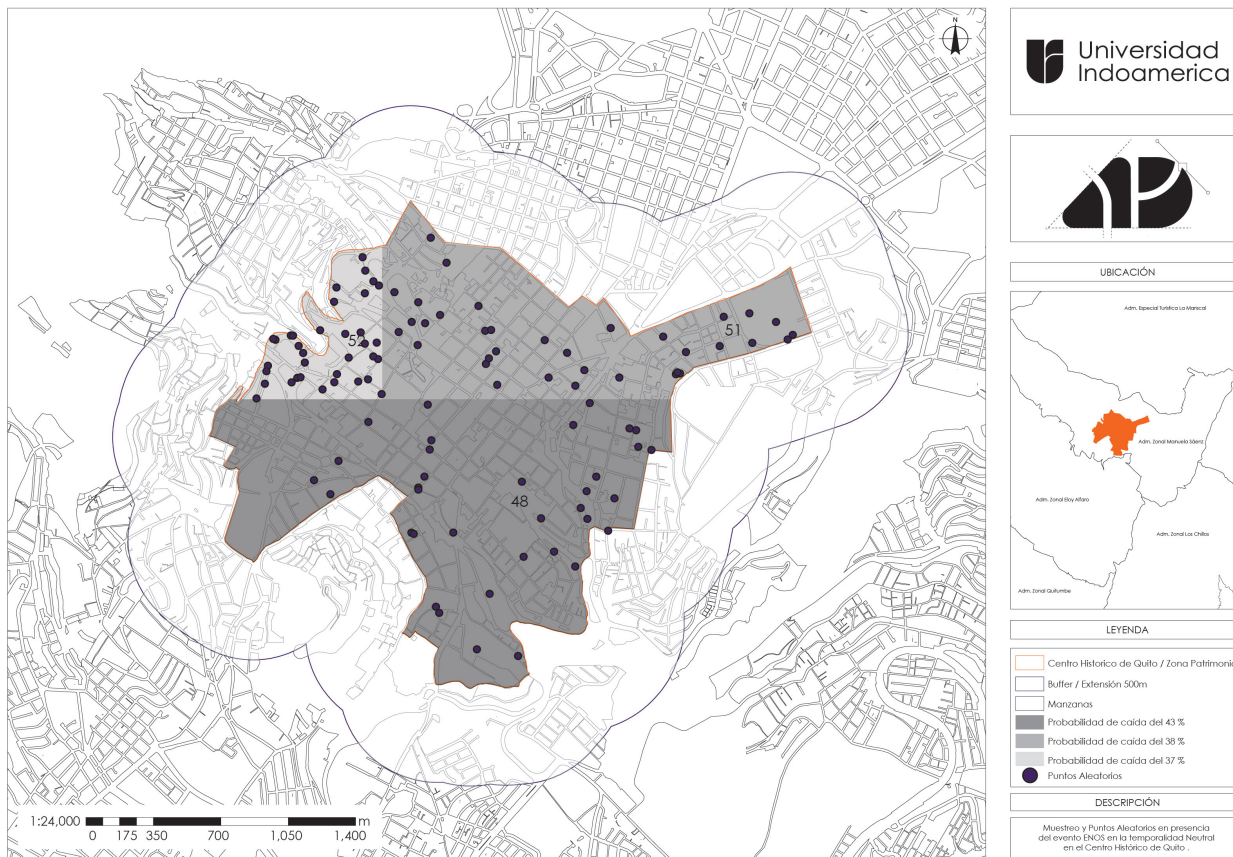 N
52
51
48
1:24,000
m
0 175 350 700 1,050 1,400
Universidad
Indoamerica
UBICACIÓN
Adm. Especial Turistica La Mariscal
Adm. Zonal Manuela Sáenz
Adm. Zonal Eloy Alfaro
Adm. Zonal Los Chillos
Adm. Zonal Quitumbe
LEYENDA
Centro Historico de Quito / Zona Patrimonia
Buffer / Extensión 500m
Manzanas
Probabilidad de caída del 43 %
Probabilidad de caída del 38 %
Probabilidad de caída del 37 %
Puntos Aleatorios
DESCRIPCIÓN
Muestreo y Puntos Aleatorios en presencia
del evento ENOS en la temporalidad Neutral
en el Centro Histórico de Quito .